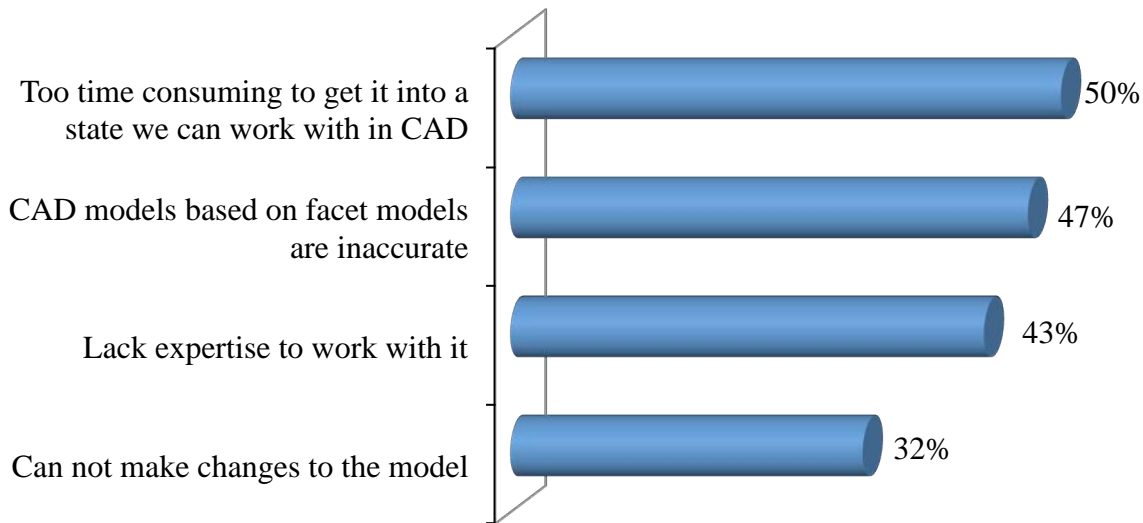 Too time consuming to get it into a
state we can work with in CAD
50%
CAD models based on facet models
are inaccurate
47%
Lack expertise to work with it
43%
Can not make changes to the model
32%